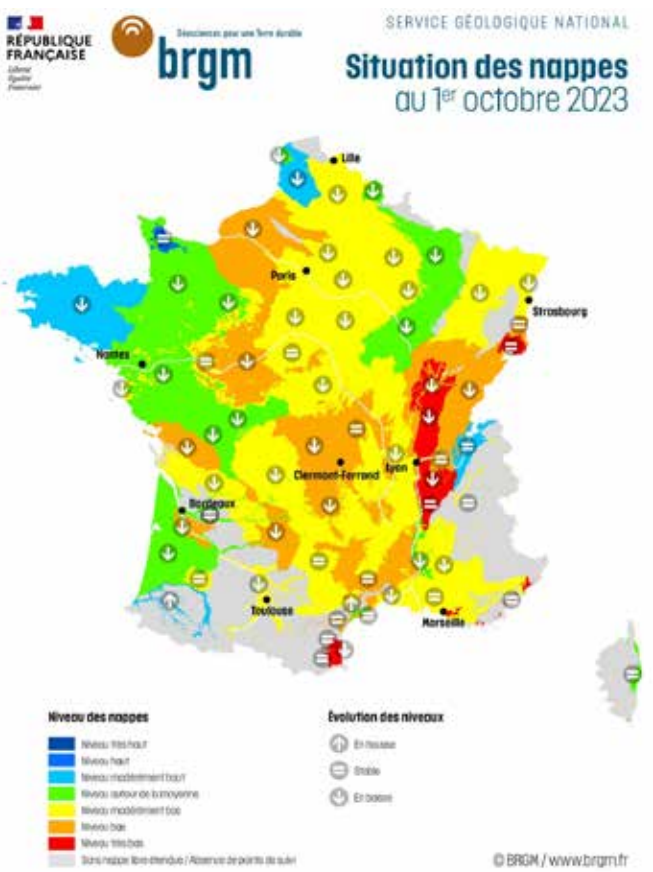 RÉPUBLIQUE
FRANÇAISE
Liberté
Égalité
Fraternité
Géosciences pour une Terre durable
brgm
SERVICE GÉOLOGIQUE NATIONAL
Situation des nappes
au 1er octobre 2023
Lille
Paris
Strasbourg
Nantes
Clermont-Ferrand
Lyon
Bordeaux
Toulouse
Marseille
Niveau des nappes
Niveau très haut
Niveau haut
Niveau modérément haut
Niveau autour de la moyenne
Niveau modérément bas
Niveau bas
Niveau très bas
Sans nappe libre étendue / Absence de points de suivi
Évolution des niveaux
En hausse
Stable
En baisse
© BRGM / www.brgm.fr